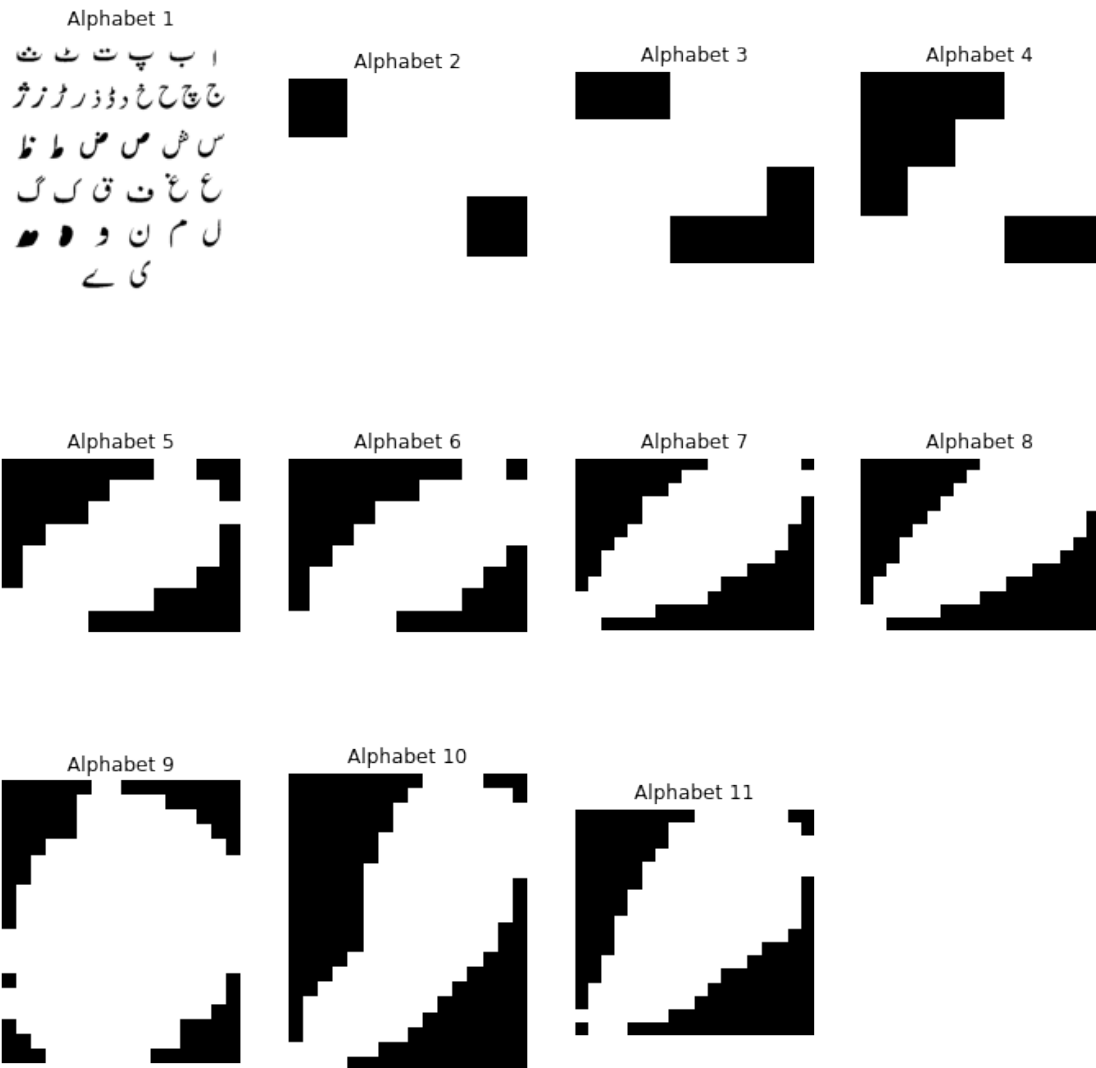 Alphabet 1
ا ب پ ت ٹ ث
ج چ ح خ د ڈ ذ ر ڑ ز ژ
س ش ص ض ط ظ
ع غ ف ق ک گ
ل م ن و
ی ے
Alphabet 2
Alphabet 3
Alphabet 4
Alphabet 5
Alphabet 6
Alphabet 7
Alphabet 8
Alphabet 9
Alphabet 10
Alphabet 11